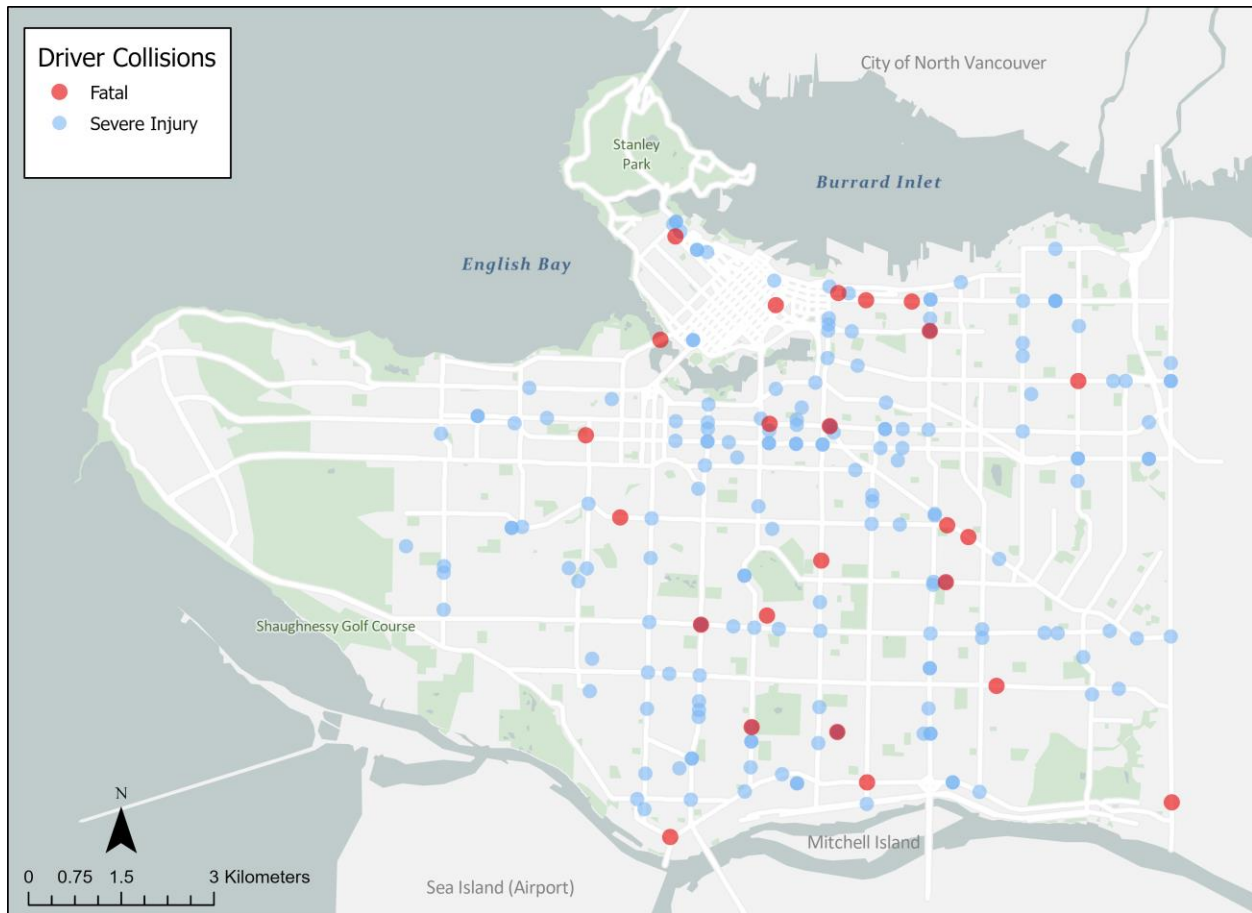 Driver Collisions
Fatal
Severe Injury
City of North Vancouver
Stanley
Park
Burrard Inlet
English Bay
Shaughnessy Golf Course
N
0 0.75 1.5 3 Kilometers
Mitchell Island
Sea Island (Airport)